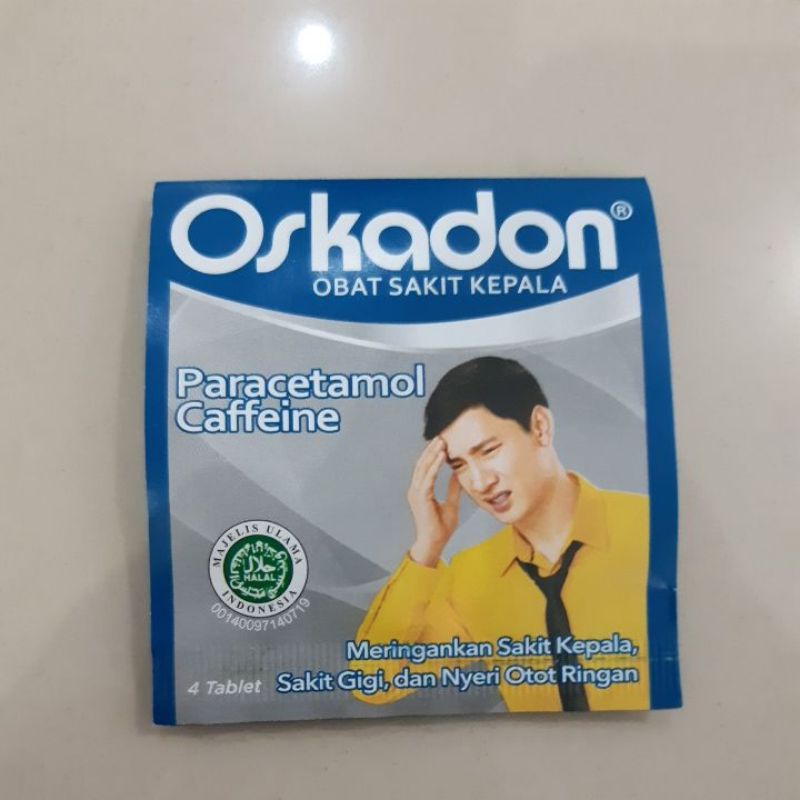 Oskadon®
OBAT SAKIT KEPALA
Paracetamol
Caffeine
MAJELIS ULAMA
حلال
HALAL
INDONESIA
00140097140719
Meringankan Sakit Kepala,
4 Tablet
Sakit Gigi, dan Nyeri Otot Ringan